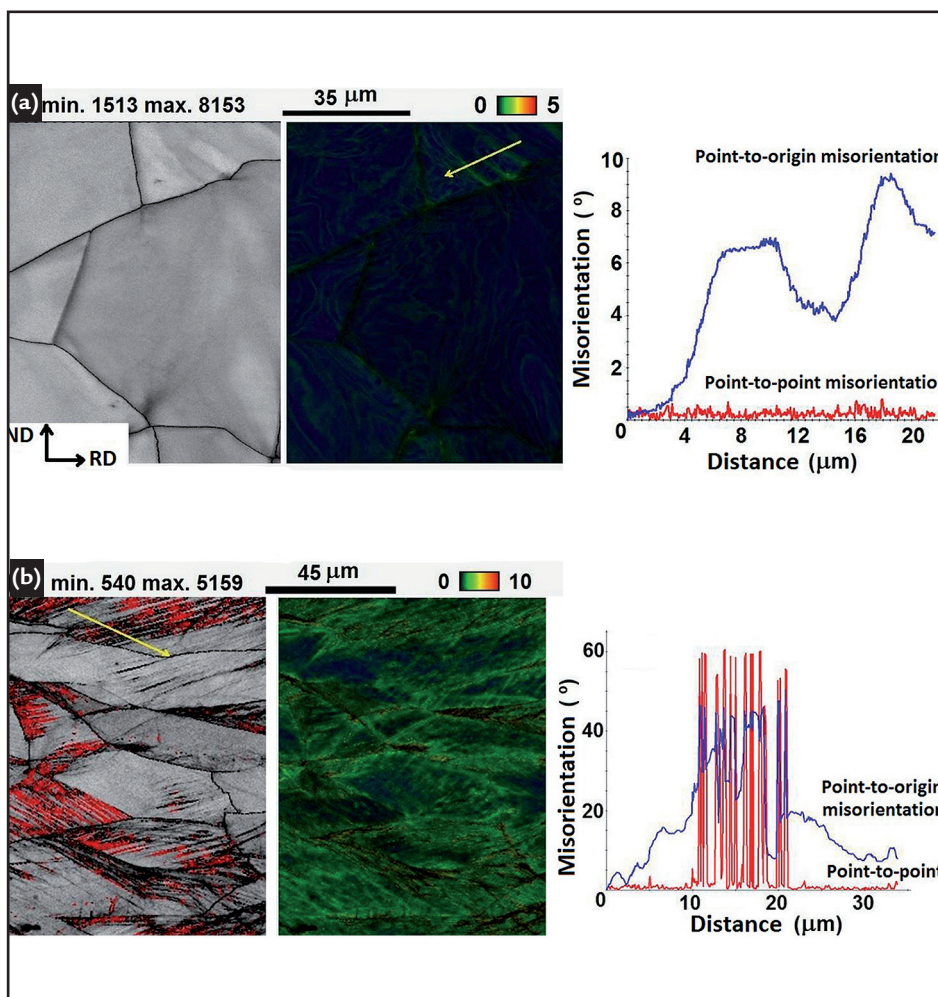 (a) min. 1513 max. 8153 35 µm 0 5
ND
RD
Point-to-origin misorientation
Point-to-point misorientatio
Misorientation ( º)
10
8
6
4
2
0 4 8 12 16 20
Distance (µm)
(b) min. 540 max. 5159 45 µm 0 10
Misorientation ( º)
60
40
20
0 10 20 30
Point-to-origin
misorientation
Point-to-point
Distance (µm)